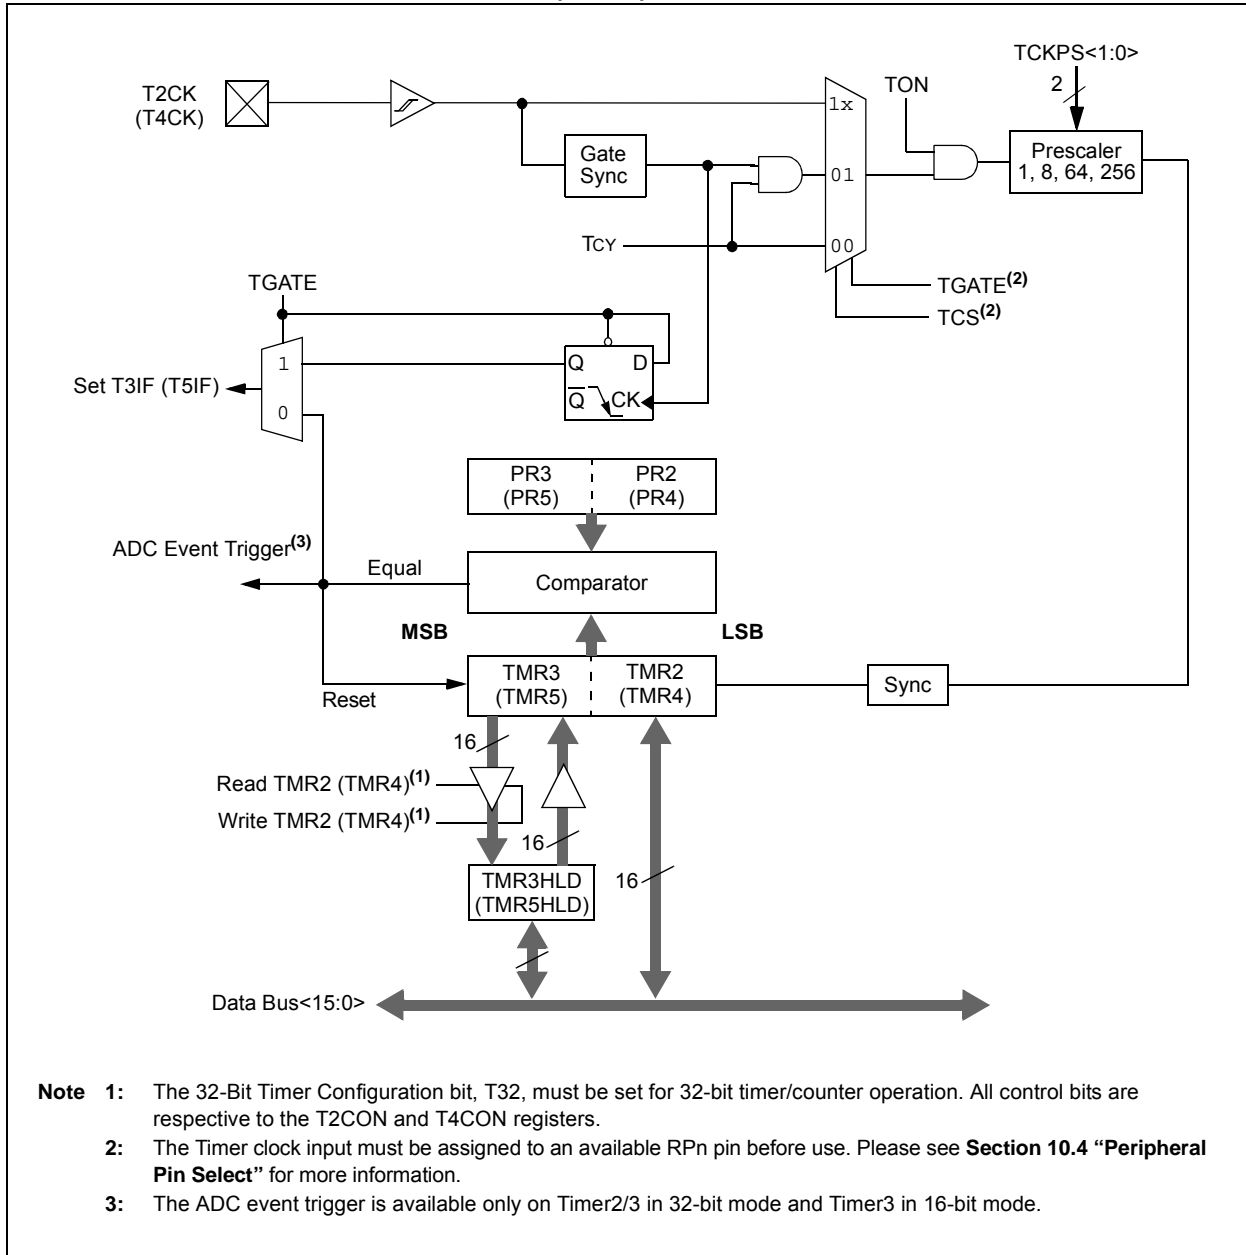 TCKPS<1:0>
2
TON
T2CK
(T4CK)
1x
Gate
Sync
Prescaler
1, 8, 64, 256
01
TCY
00
TGATE(2)
TCS(2)
TGATE
1
Q D
Set T3IF (T5IF)
Q CK
0
PR3 PR2
(PR5) (PR4)
ADC Event Trigger(3)
Equal
Comparator
MSB LSB
TMR3 TMR2
(TMR5) (TMR4)
Sync
Reset
16
Read TMR2 (TMR4)(1)
Write TMR2 (TMR4)(1)
16
TMR3HLD
(TMR5HLD)
16
Data Bus<15:0>
Note 1: The 32-Bit Timer Configuration bit, T32, must be set for 32-bit timer/counter operation. All control bits are
respective to the T2CON and T4CON registers.
2: The Timer clock input must be assigned to an available RPn pin before use. Please see Section 10.4 “Peripheral
Pin Select” for more information.
3: The ADC event trigger is available only on Timer2/3 in 32-bit mode and Timer3 in 16-bit mode.